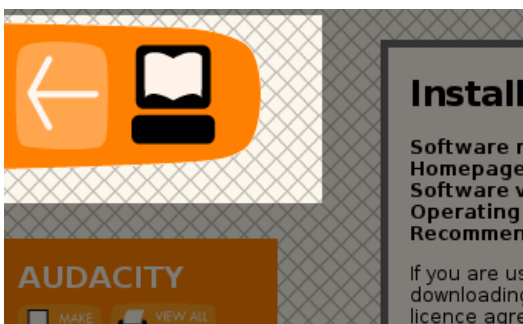 Install
Software
Homepage
Software
Operating
Recommen
If you are us
downloading
licence agre
AUDACITY
MAKE
VIEW ALL